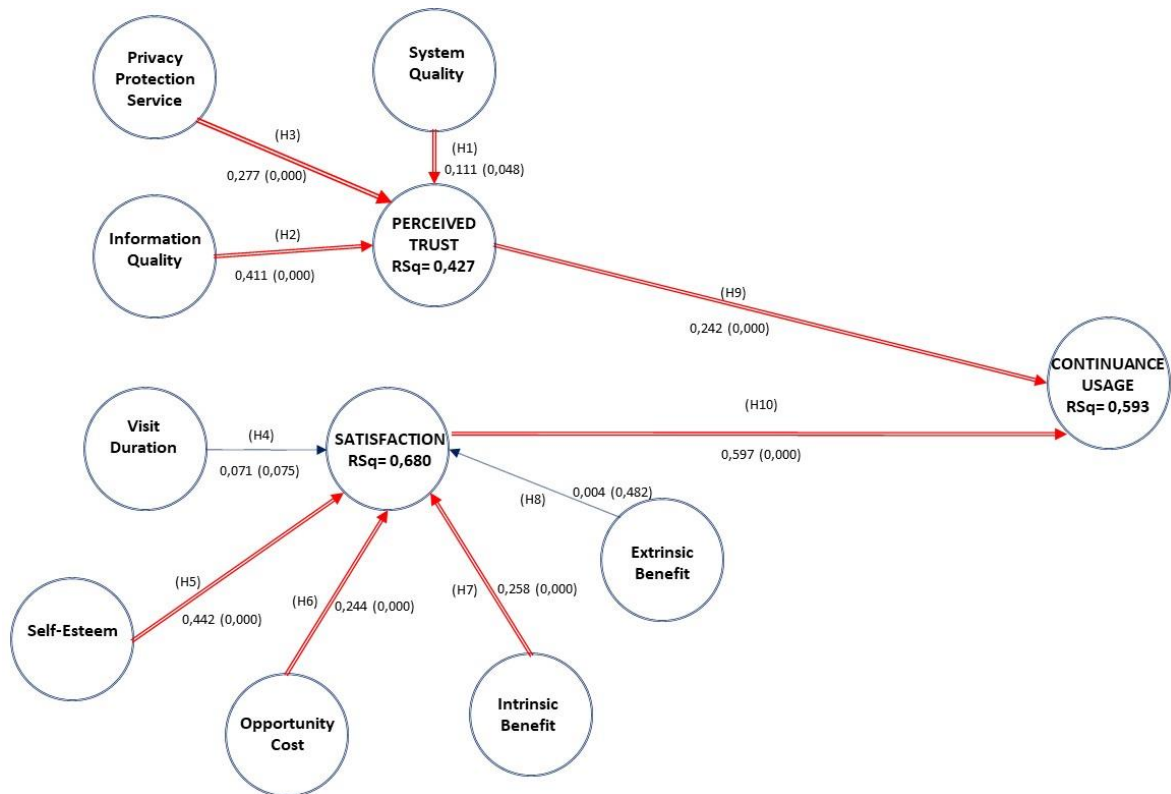 Privacy
Protection
Service
System
Quality
(H3)
0,277 (0,000)
(H1)
0,111 (0,048)
Information
Quality
(H2)
0,411 (0,000)
PERCEIVED
TRUST
RSq= 0,427
(H9)
0,242 (0,000)
CONTINUANCE
USAGE
RSq= 0,593
Visit
Duration
(H4)
0,071 (0,075)
SATISFACTION
RSq= 0,680
(H10)
0,597 (0,000)
(H8)
0,004 (0,482)
Extrinsic
Benefit
Self-Esteem
(H5)
0,442 (0,000)
(H6)
0,244 (0,000)
(H7)
0,258 (0,000)
Opportunity
Cost
Intrinsic
Benefit